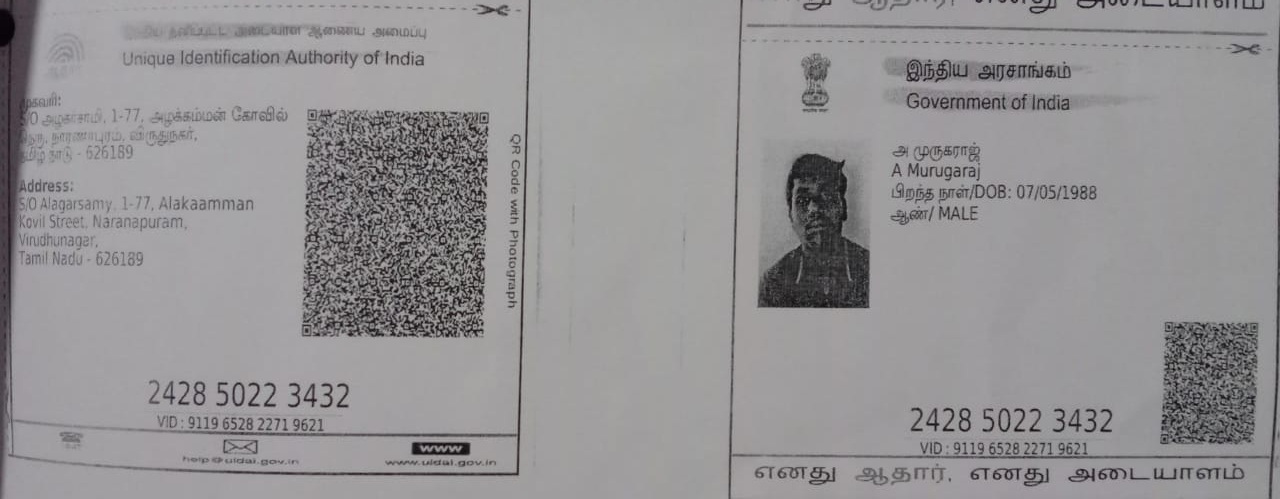 அடையாள ஆணைய அமைப்பு
Unique Identification Authority of India
முகவரி:
S/O அழகர்சாமி, 1-77, அழக்கம்மன் கோவில்
தெரு, நாரணாபுரம், விருதுநகர்,
தமிழ் நாடு - 626189
Address:
S/O Alagarsamy, 1-77, Alakaamman
Kovil Street, Naranapuram,
Virudhunagar,
Tamil Nadu - 626189
QR Code with Photograph
2428 5022 3432
VID : 9119 6528 2271 9621
help@uidai.gov.in
www
www.uidai.gov.in
எனது ஆதார், எனது அடையாளம்
இந்திய அரசாங்கம்
Government of India
அ முருகராஜ்
A Murugaraj
பிறந்த நாள்/DOB: 07/05/1988
ஆண்/ MALE
2428 5022 3432
VID : 9119 6528 2271 9621
எனது ஆதார், எனது அடையாளம்